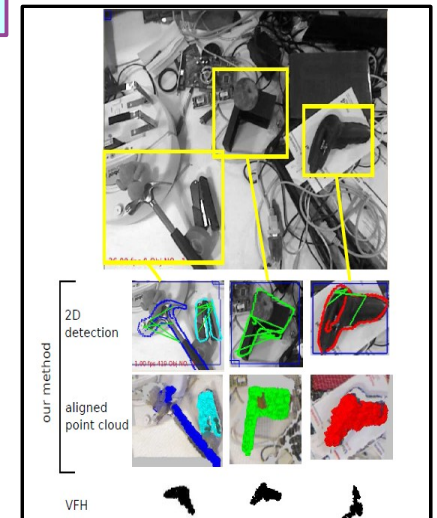 2D
detection
our method
aligned
point cloud
VFH